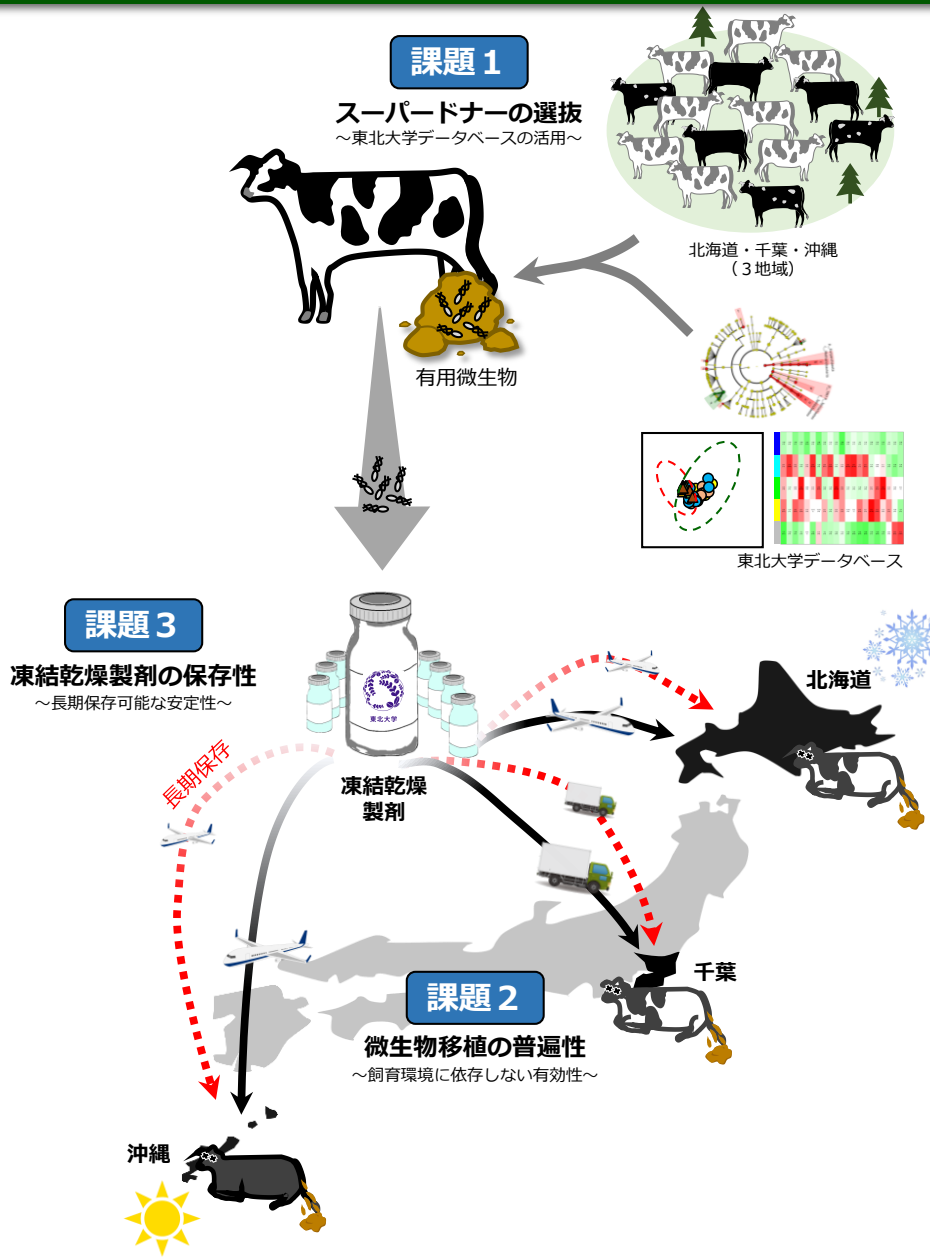 課題１
スーパードナーの選抜
～東北大学データベースの活用～
北海道・千葉・沖縄
（３地域）
有用微生物
東北大学データベース
課題３
凍結乾燥製剤の保存性
～長期保存可能な安定性～
東北大学
北海道
長期保存
凍結乾燥
製剤
千葉
課題２
微生物移植の普遍性
～飼育環境に依存しない有効性～
沖縄